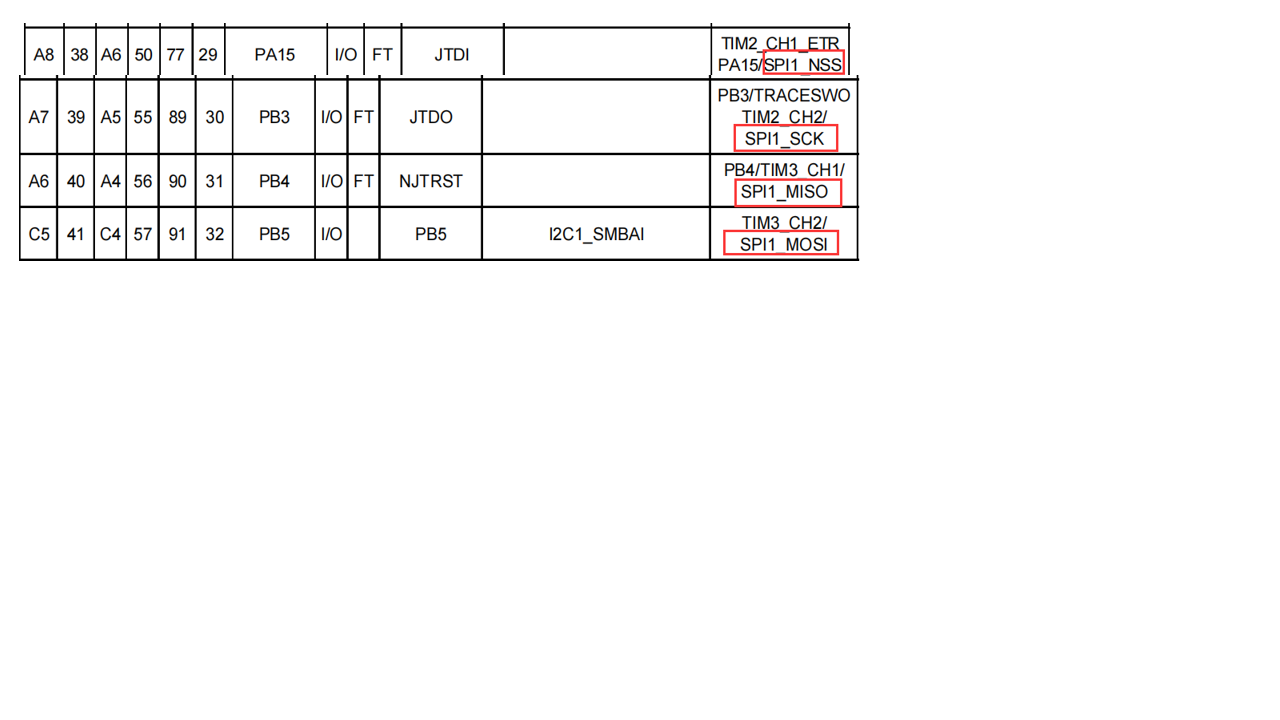 A8 38 A6 50 77 29 PA15 I/O FT JTDI TIM2_CH1_ETR
PA15/SPI1_NSS
PB3/TRACESWO
A7 39 A5 55 89 30 PB3 I/O FT JTDO TIM2_CH2/
SPI1_SCK
PB4/TIM3_CH1/
A6 40 A4 56 90 31 PB4 I/O FT NJTRST
SPI1_MISO
TIM3_CH2/
C5 41 C4 57 91 32 PB5 I/O PB5 I2C1_SMBAI
SPI1_MOSI